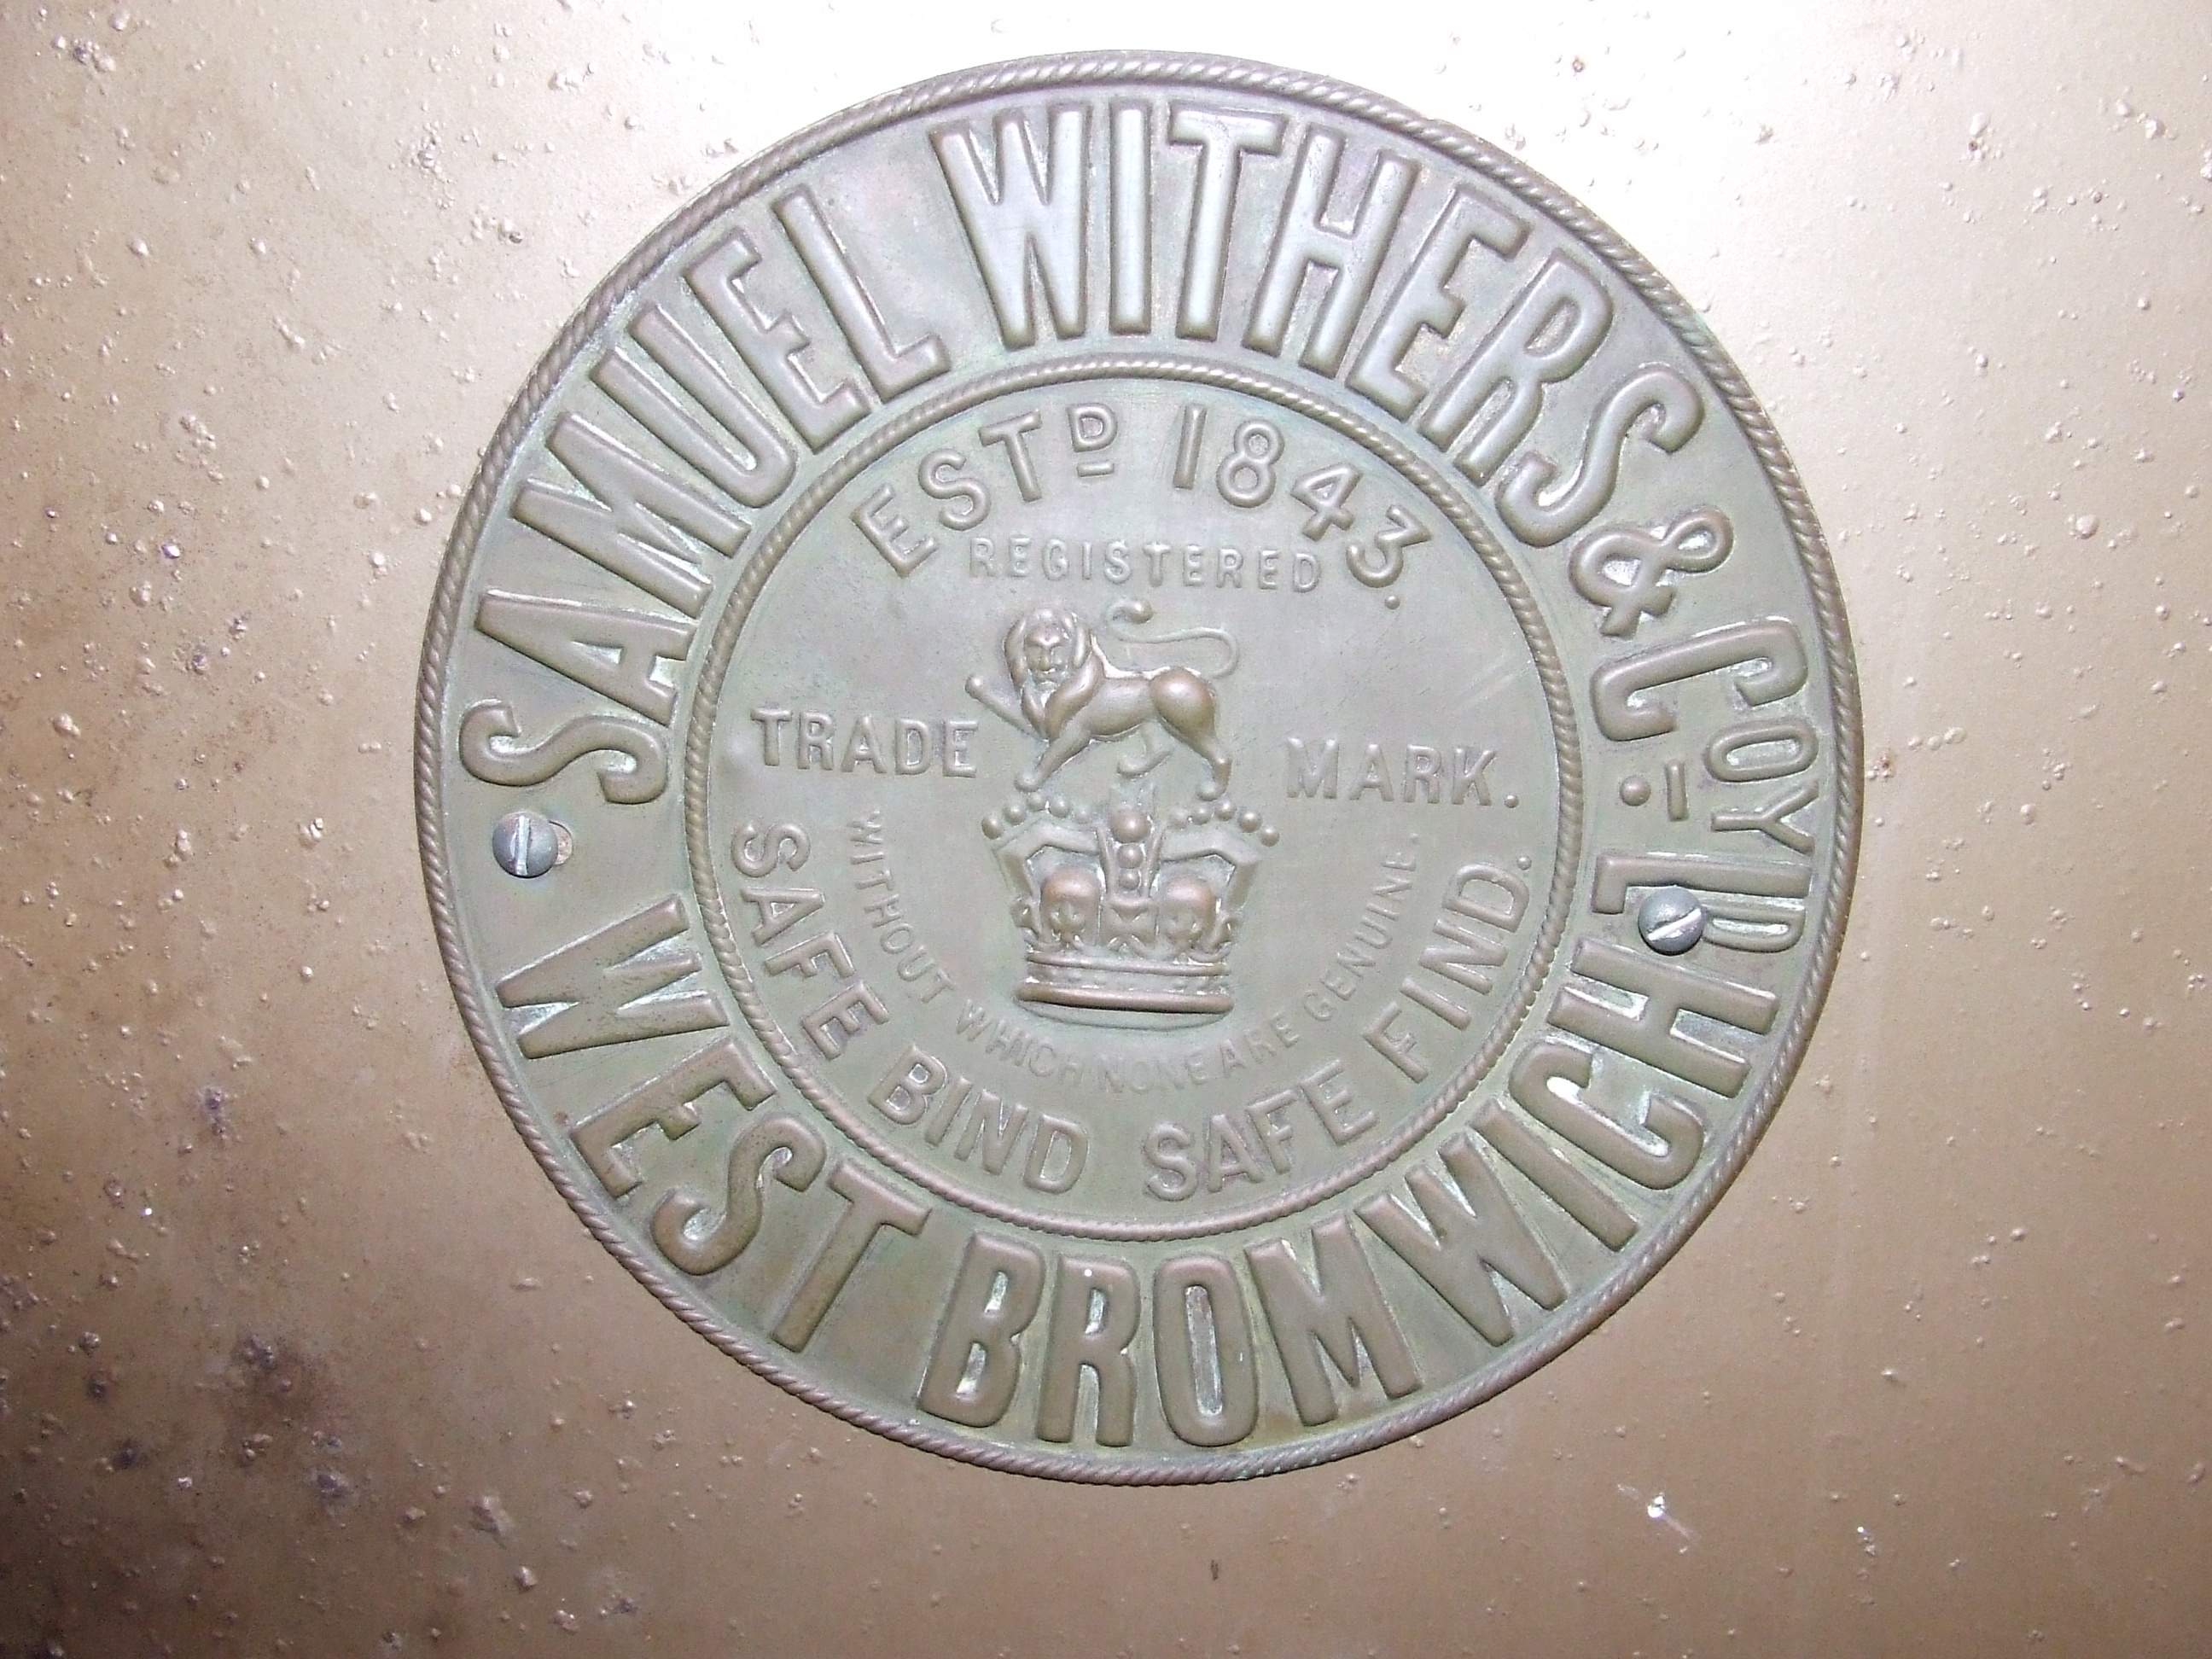 SAMUEL WITHERS & COY LD
ESTD 1843.
REGISTERED
TRADE MARK.
WITHOUT WHICH NONE ARE GENUINE.
SAFE BIND SAFE FIND.
WEST BROMWICH